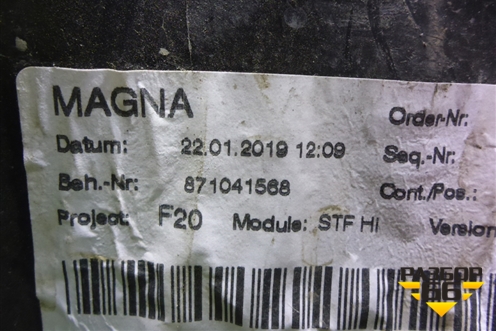 MAGNA
Order-Nr:
Datum: 22.01.2019 12:09 Seq.-Nr:
Beh.-Nr: 871041568 Cont./Pos.:
Project: F20 Module: STF HI Version
РАЗБОР